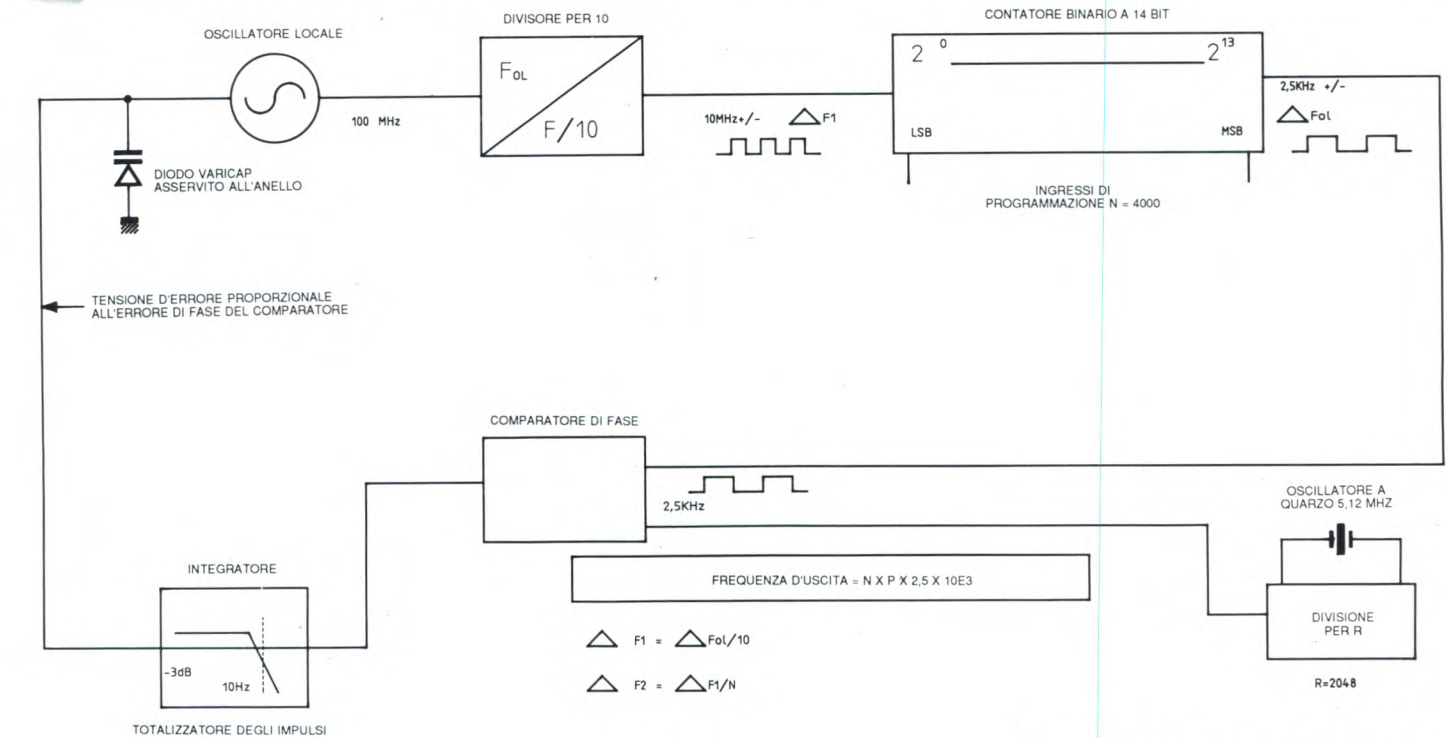 OSCILLATORE LOCALE
DIVISORE PER 10
CONTATORE BINARIO A 14 BIT
F OL
F/10
2 0
2 13
LSB
MSB
100 MHz
10MHz+/- △F1
2,5KHz +/-
△Fol
DIODO VARICAP
ASSERVITO ALL'ANELLO
INGRESSI DI
PROGRAMMAZIONE N = 4000
TENSIONE D'ERRORE PROPORZIONALE
ALL'ERRORE DI FASE DEL COMPARATORE
COMPARATORE DI FASE
2,5KHz
OSCILLATORE A
QUARZO 5,12 MHZ
INTEGRATORE
-3dB
10Hz
TOTALIZZATORE DEGLI IMPULSI
FREQUENZA D'USCITA = N X P X 2,5 X 10E3
△ F1 = △Fol/10
△ F2 = △F1/N
DIVISIONE
PER R
R=2048